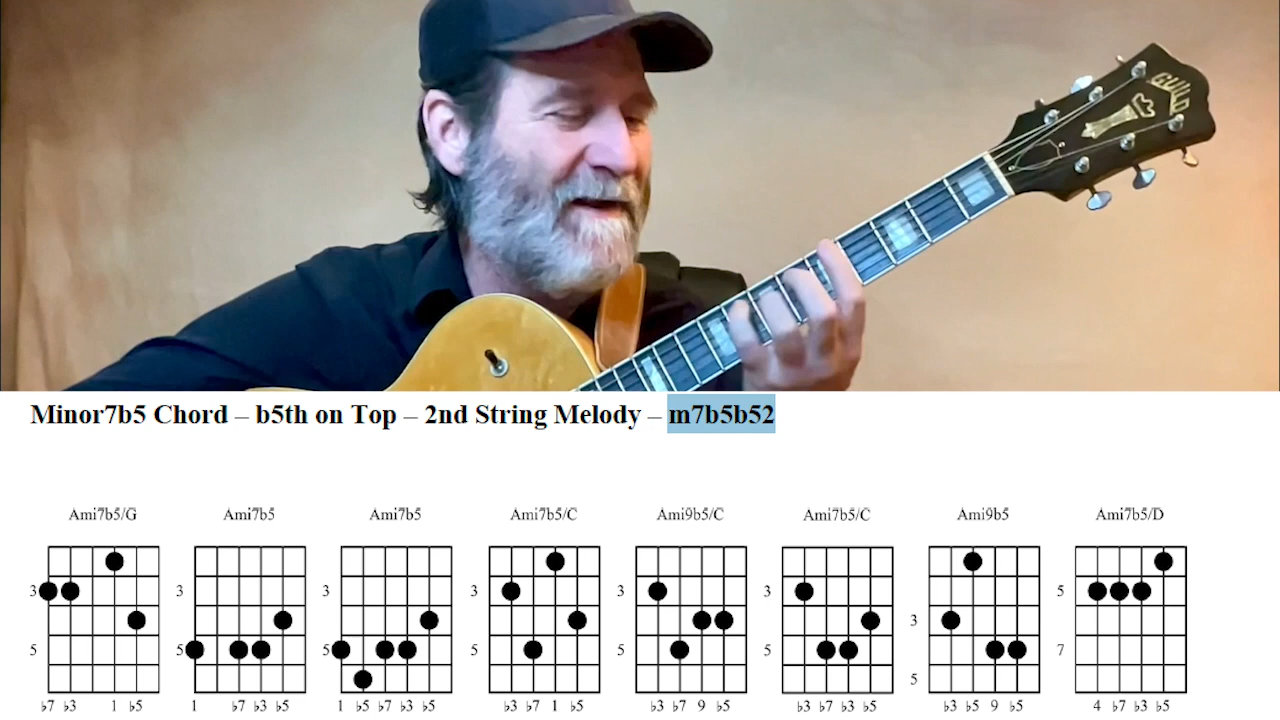 GUILD
Minor7b5 Chord – b5th on Top – 2nd String Melody – m7b5b52
Ami7b5/G Ami7b5 Ami7b5 Ami7b5/C Ami9b5/C Ami7b5/C Ami9b5 Ami7b5/D
3 3 3 3 3 3 5
3
5 5 5 5 5 5 7
5
♭7 ♭3 1 ♭5 1 ♭7 ♭3 ♭5 1 ♭5 ♭7 ♭3 ♭5 ♭3 ♭7 1 ♭5 ♭3 ♭7 9 ♭5 ♭3 ♭7 ♭3 ♭5 ♭3 ♭5 9 ♭5 4 ♭7 ♭3 ♭5